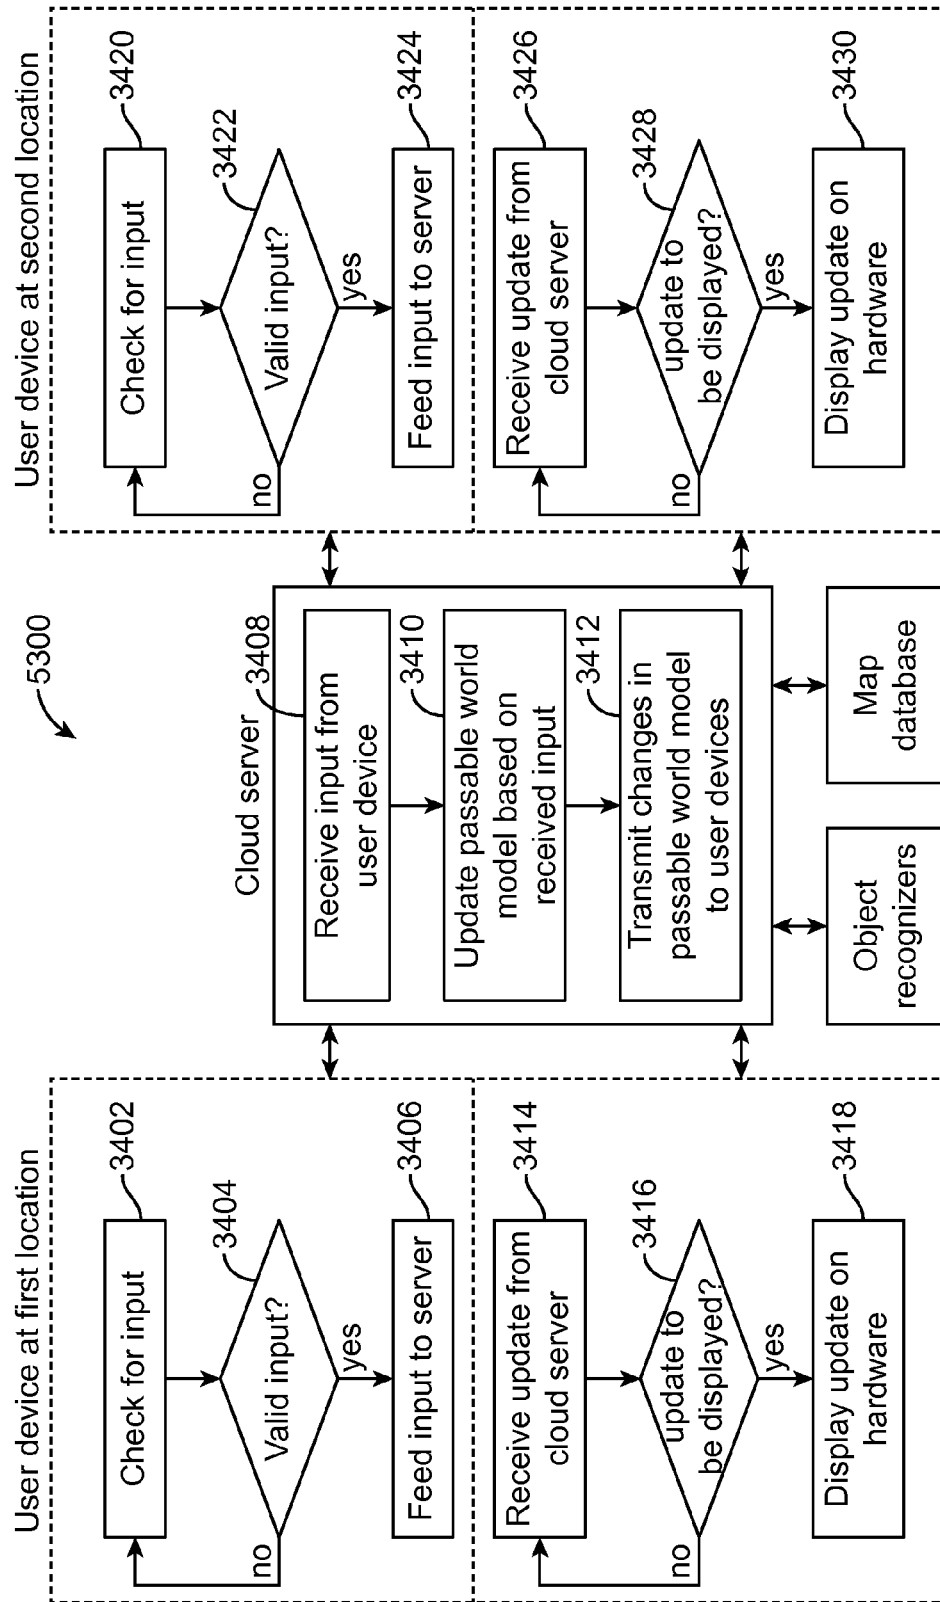 5300
User device at first location
Check for input
3402
Valid input?
3404
no
yes
Feed input to server
3406
Receive update from
cloud server
3414
update to
be displayed?
3416
no
yes
Display update on
hardware
3418
Cloud server
3408
Receive input from
user device
3410
Update passable world
model based on
received input
3412
Transmit changes in
passable world model
to user devices
Object
recognizers
Map
database
User device at second location
Check for input
3420
Valid input?
3422
no
yes
Feed input to server
3424
Receive update from
cloud server
3426
update to
be displayed?
3428
no
yes
Display update on
hardware
3430